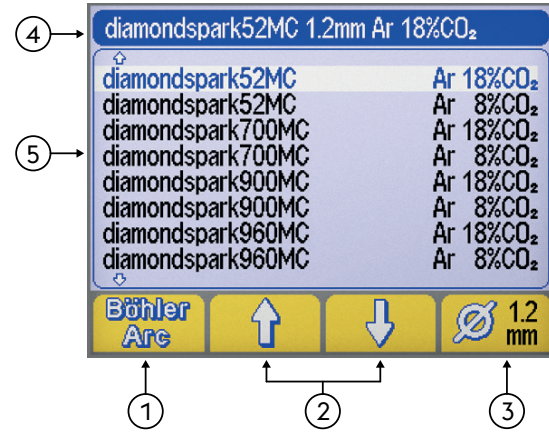 4
diamondspark52MC 1.2mm Ar 18%CO₂
5
diamondspark52MC Ar 18%CO₂
diamondspark52MC Ar 8%CO₂
diamondspark700MC Ar 18%CO₂
diamondspark700MC Ar 8%CO₂
diamondspark900MC Ar 18%CO₂
diamondspark900MC Ar 8%CO₂
diamondspark960MC Ar 18%CO₂
diamondspark960MC Ar 8%CO₂
Böhler
Arc
Ø 1.2
mm
1
2
3